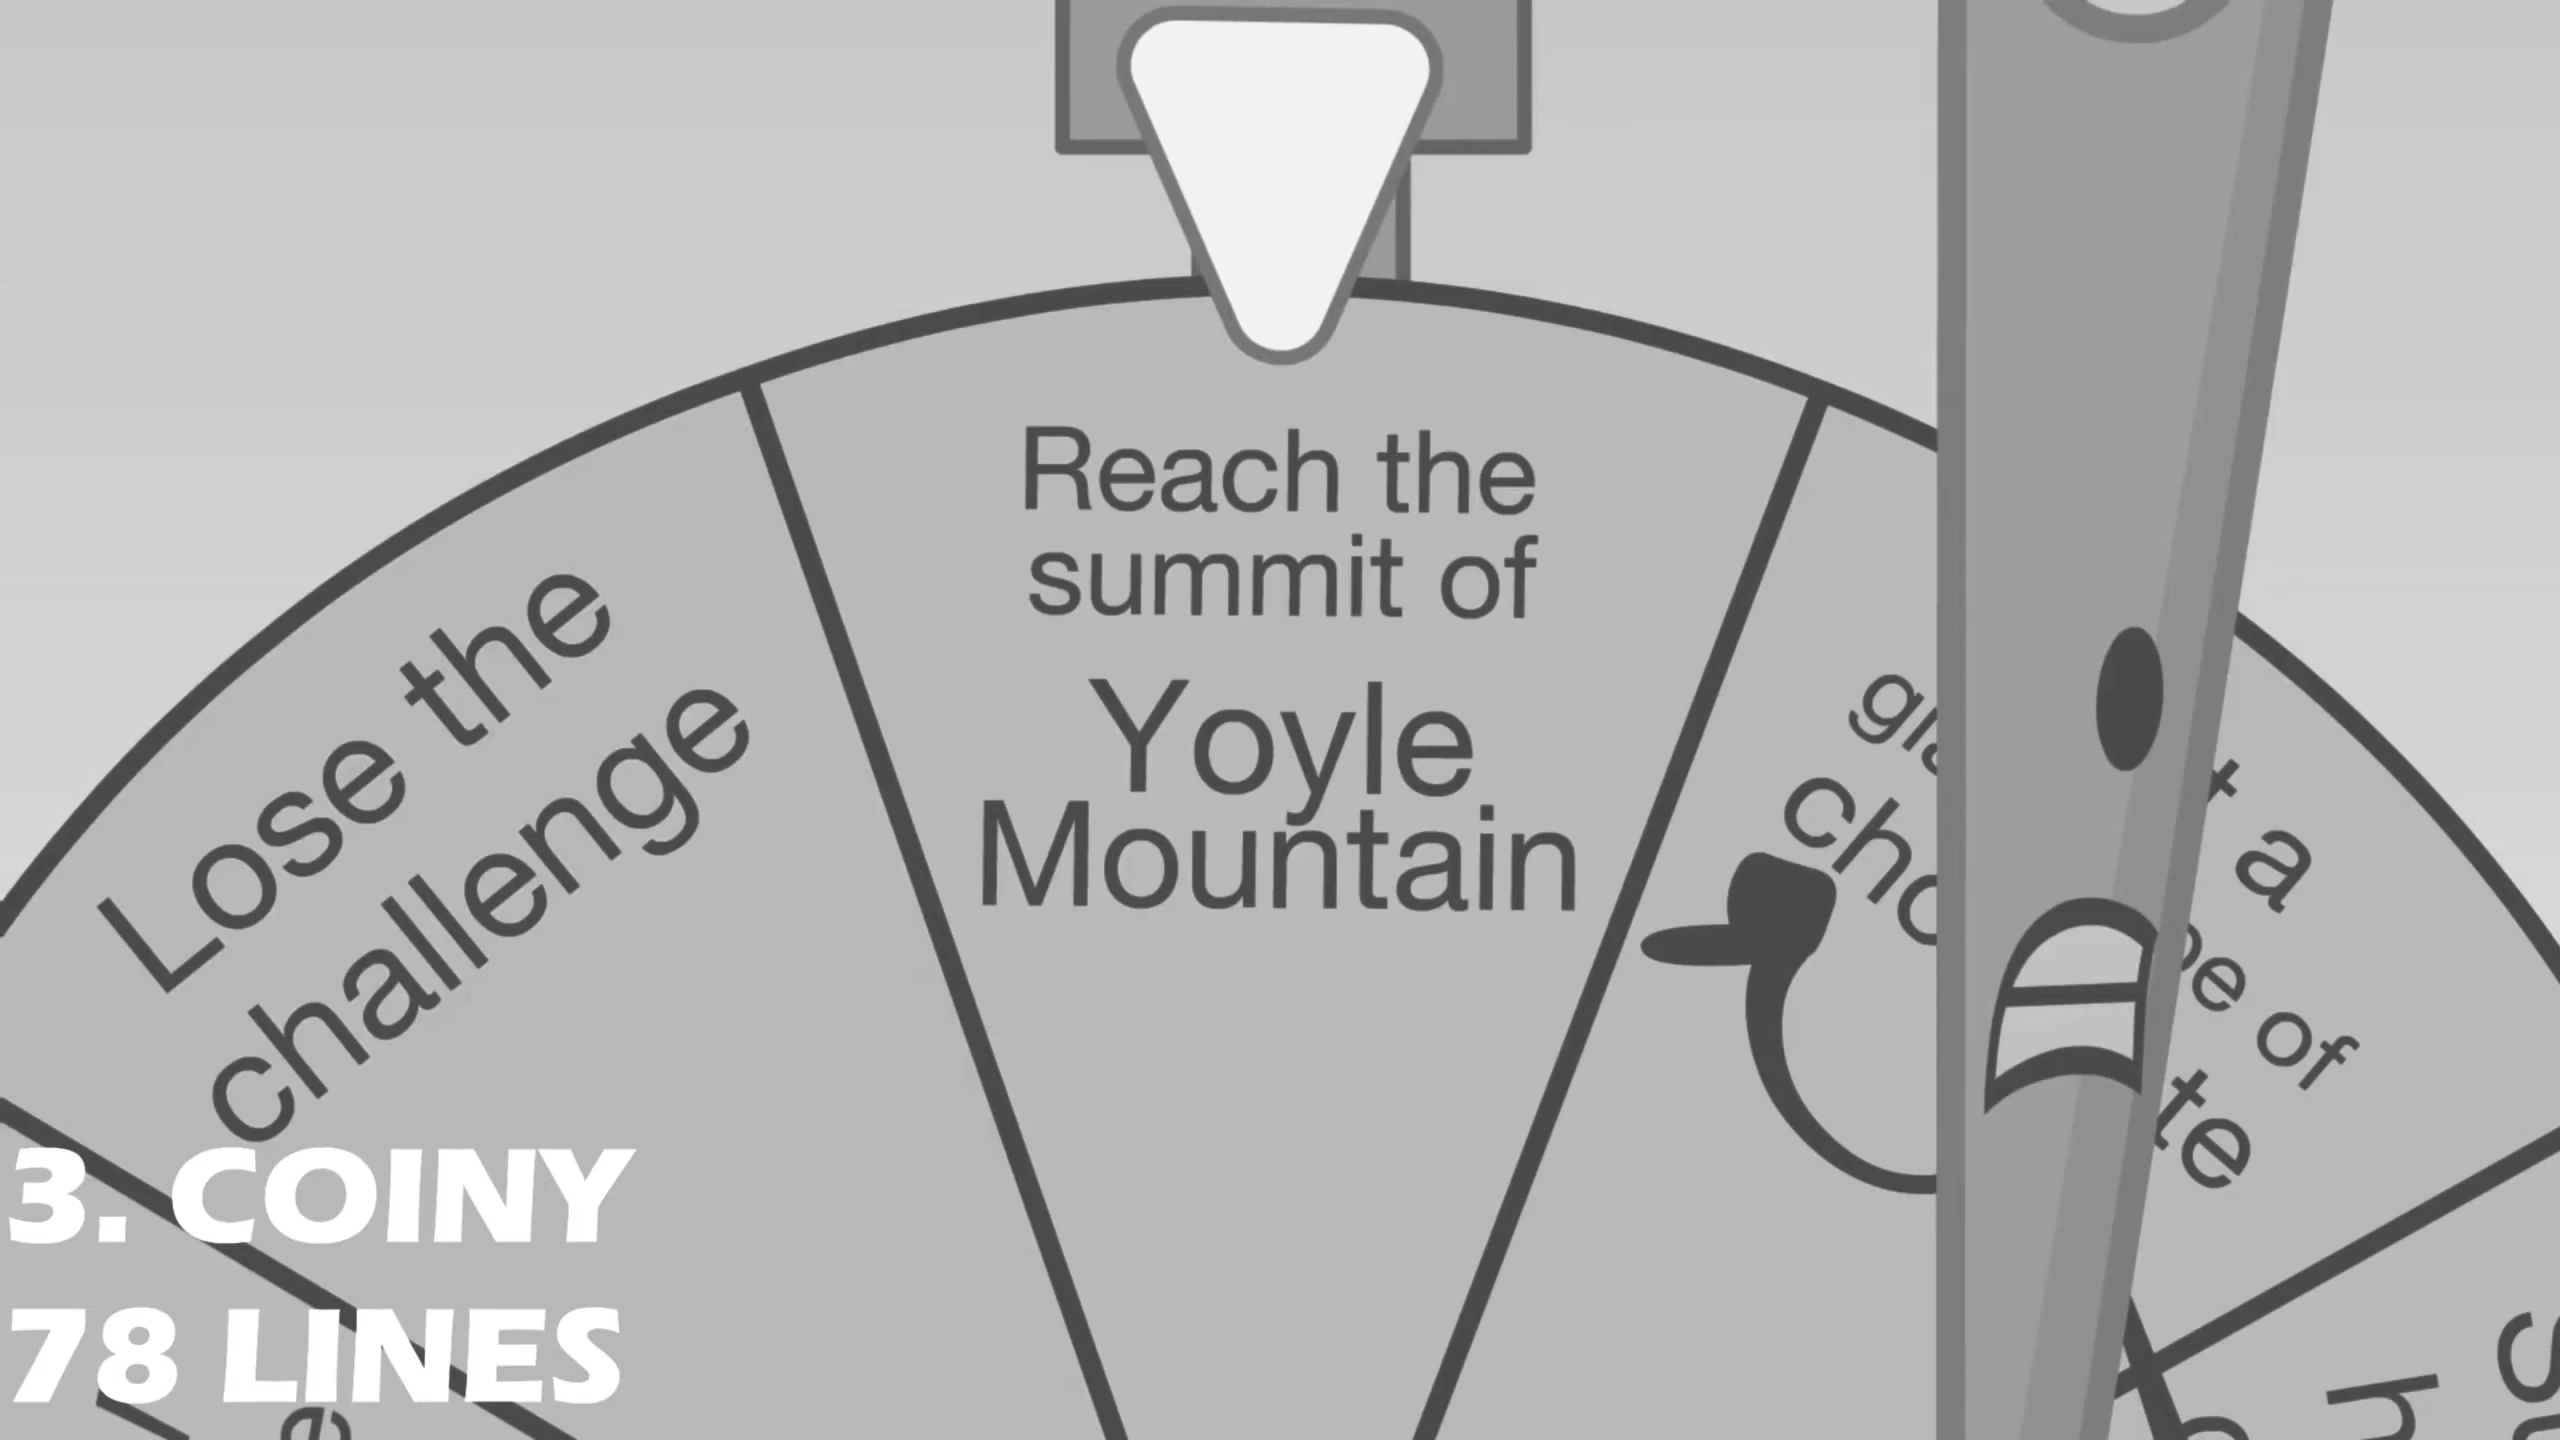 Reach the
summit of
Yoyle
Mountain
Lose the
challenge
a
of
3. COINY
78 LINES